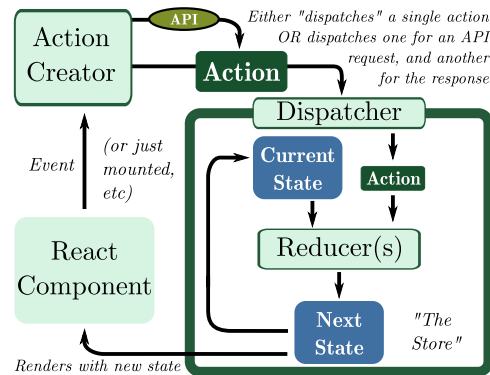 API
Either "dispatches" a single action
OR dispatches one for an API
request, and another
for the response
Action
Creator
Action
Dispatcher
Event
(or just
mounted,
etc)
Current
State
Action
React
Component
Reducer(s)
Next
State
"The
Store"
Renders with new state